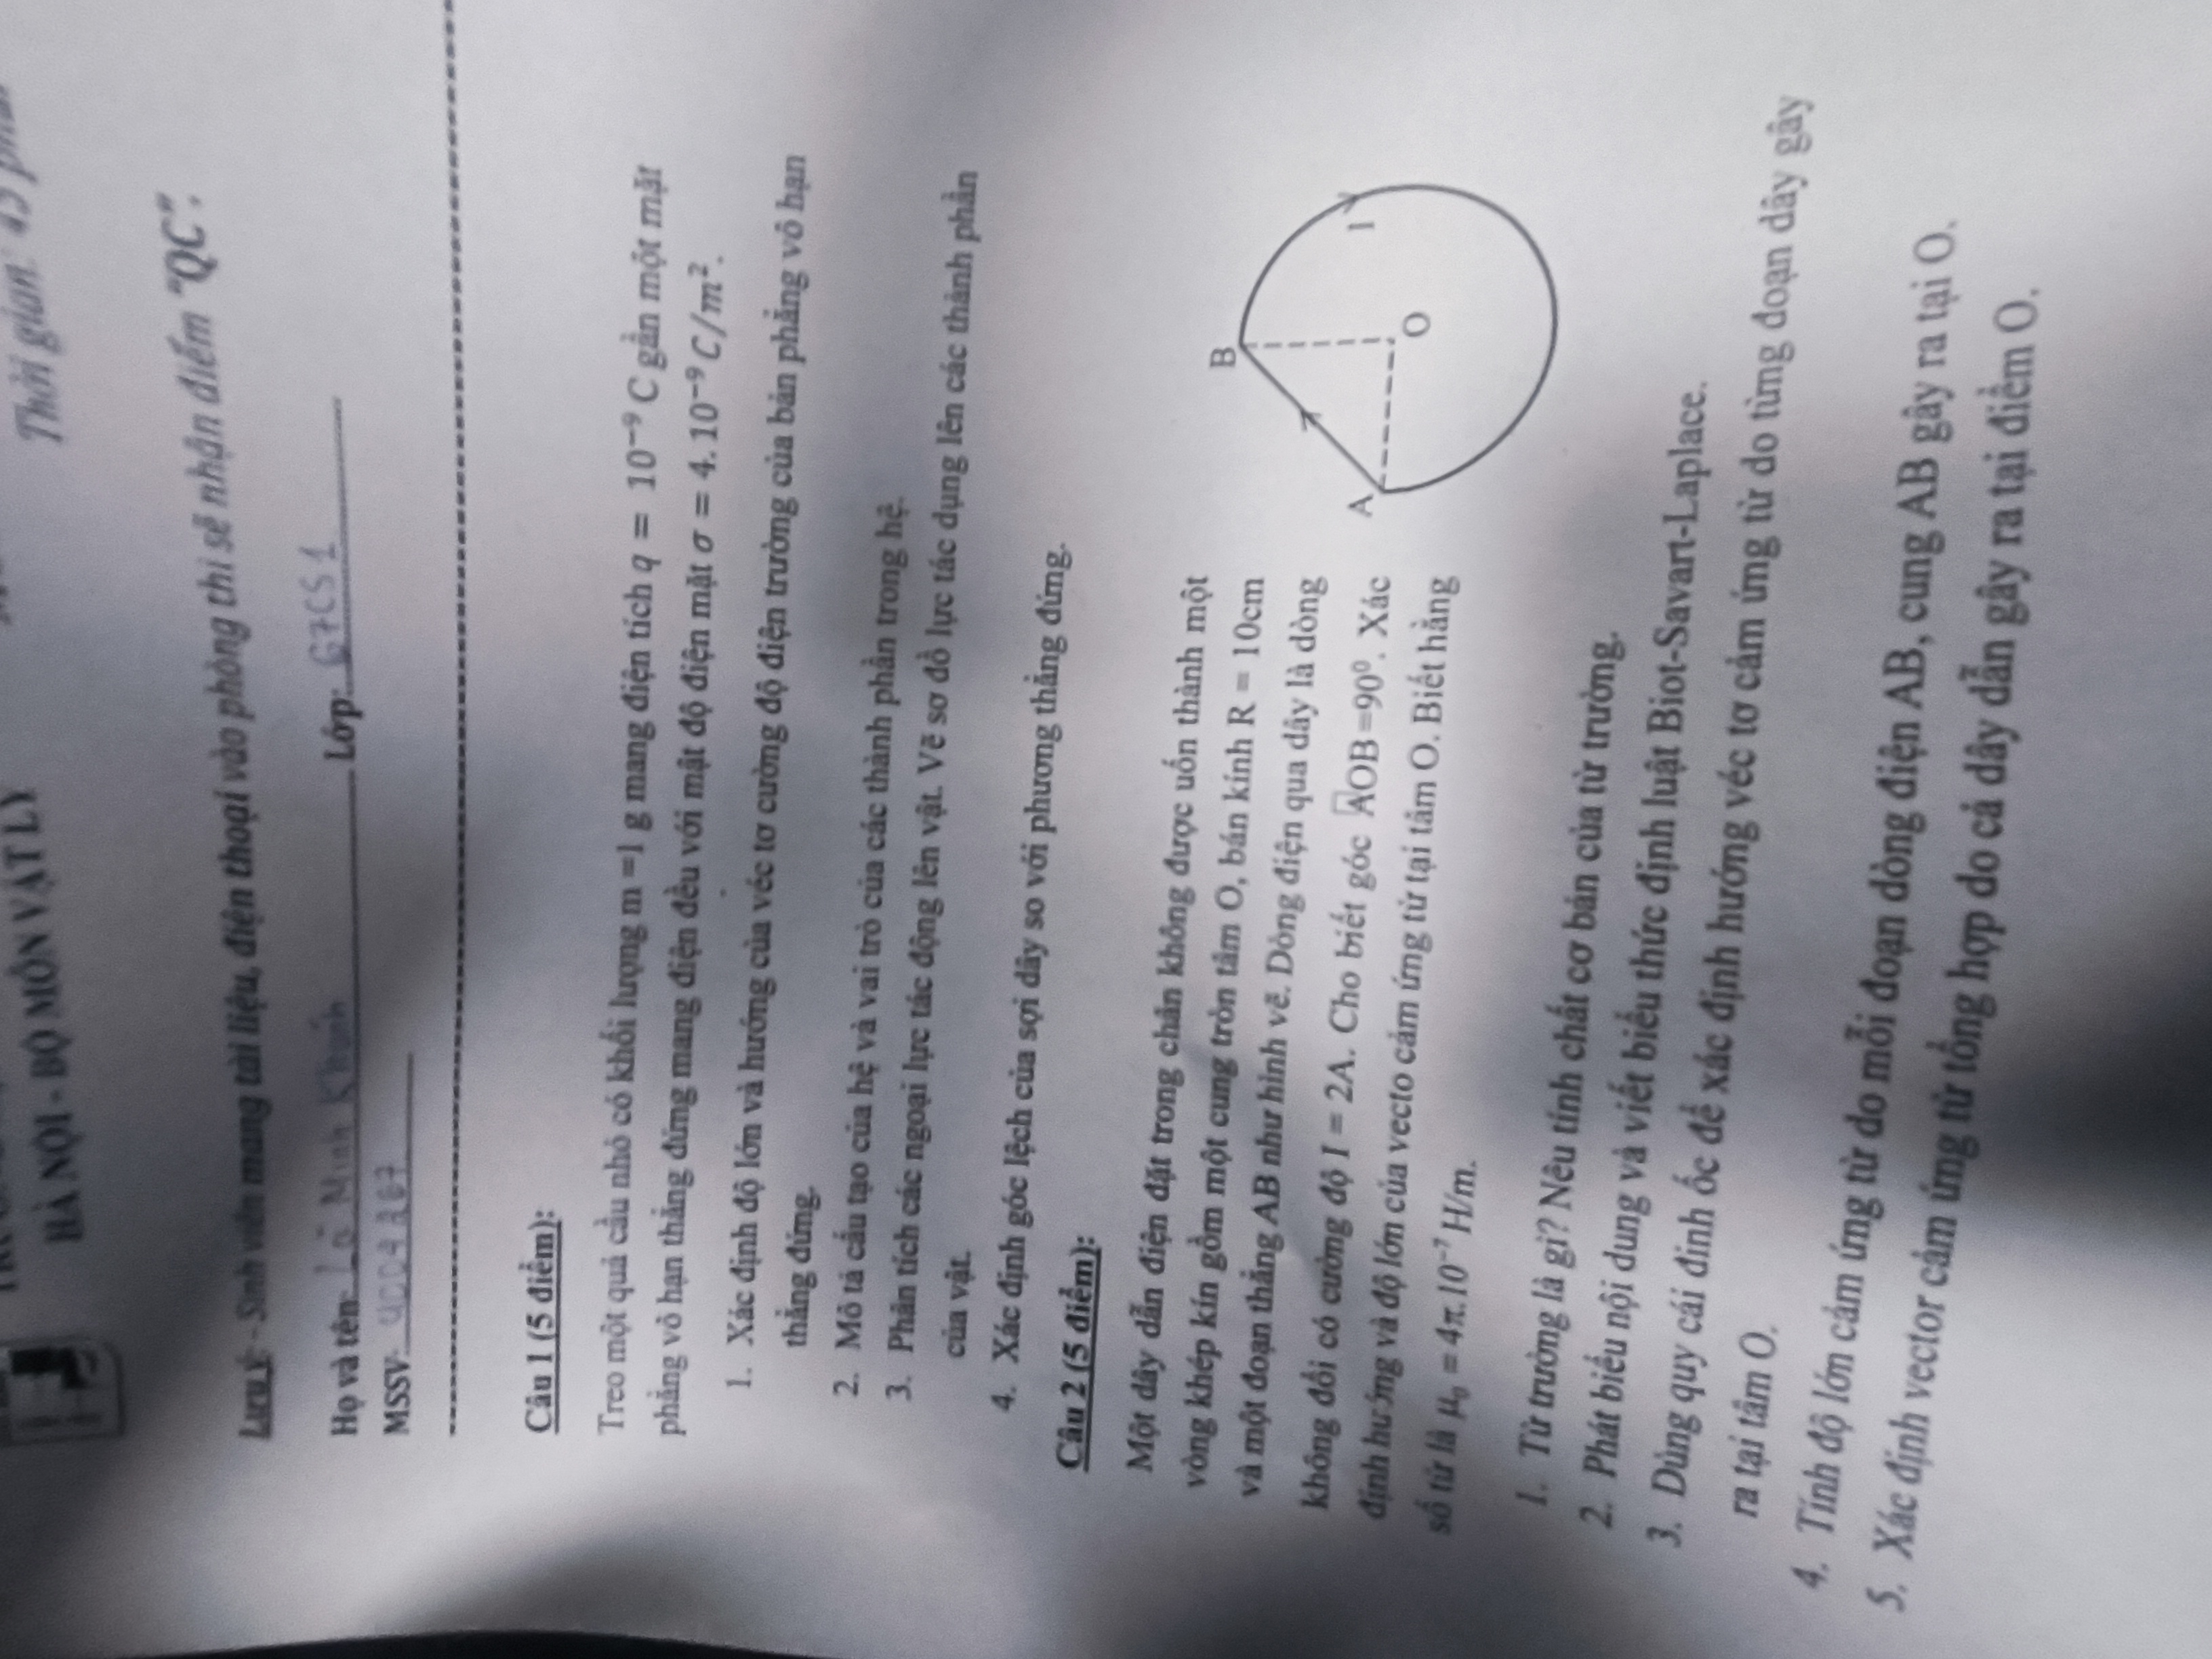 HÀ NỘI - BỘ MÔN VẬT LÝ
Thời gian: 45
Lưu ý: - Sinh viên mang tài liệu, điện thoại vào phòng thi sẽ nhận điểm "QC".
Họ và tên: Lã Minh Khánh Lớp: 67CS1
MSSV:
Câu 1 (5 điểm):
Treo một quả cầu nhỏ có khối lượng m =1 g mang điện tích q = 10⁻⁹ C gần một mặt
phẳng vô hạn thẳng đứng mang điện đều với mật độ điện mặt σ = 4.10⁻⁹ C/m².
1. Xác định độ lớn và hướng của véc tơ cường độ điện trường của bản phẳng vô hạn
thẳng đứng.
2. Mô tả cấu tạo của hệ và vai trò của các thành phần trong hệ.
3. Phân tích các ngoại lực tác động lên vật. Vẽ sơ đồ lực tác dụng lên các thành phần
của vật.
4. Xác định góc lệch của sợi dây so với phương thẳng đứng.
Câu 2 (5 điểm):
Một dây dẫn điện đặt trong chân không được uốn thành một
vòng khép kín gồm một cung tròn tâm O, bán kính R = 10cm
và một đoạn thẳng AB như hình vẽ. Dòng điện qua dây là dòng
không đổi có cường độ I = 2A. Cho biết góc AOB=90⁰. Xác
định hướng và độ lớn của vecto cảm ứng từ tại tâm O. Biết hằng
số từ là μ₀ = 4π.10⁻⁷ H/m.
B
I
A
O
1. Từ trường là gì? Nêu tính chất cơ bản của từ trường.
2. Phát biểu nội dung và viết biểu thức định luật Biot-Savart-Laplace.
3. Dùng quy cái đinh ốc để xác định hướng véc tơ cảm ứng từ do từng đoạn dây gây
ra tại tâm O.
4. Tính độ lớn cảm ứng từ do mỗi đoạn dòng điện AB, cung AB gây ra tại O.
5. Xác định vector cảm ứng từ tổng hợp do cả dây dẫn gây ra tại điểm O.